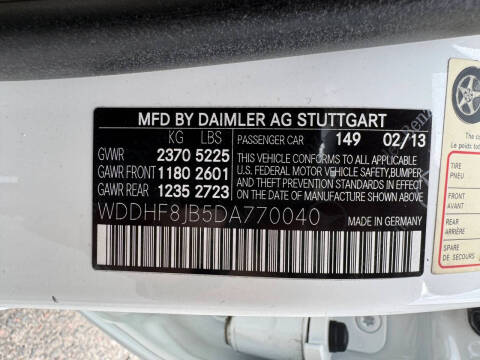 MFD BY DAIMLER AG STUTTGART
KG LBS PASSENGER CAR 149 02/13
GVWR 2370 5225
GAWR FRONT 1180 2601
GAWR REAR 1235 2723
THIS VEHICLE CONFORMS TO ALL APPLICABLE
U.S. FEDERAL MOTOR VEHICLE SAFETY, BUMPER
AND THEFT PREVENTION STANDARDS IN EFFECT
ON THE DATE OF MANUFACTURE SHOWN ABOVE.
WDDHF8JB5DA770040
MADE IN GERMANY
TIRE
PNEU
FRONT
AVANT
REAR
ARRIÈRE
SPARE
DE SECOURS